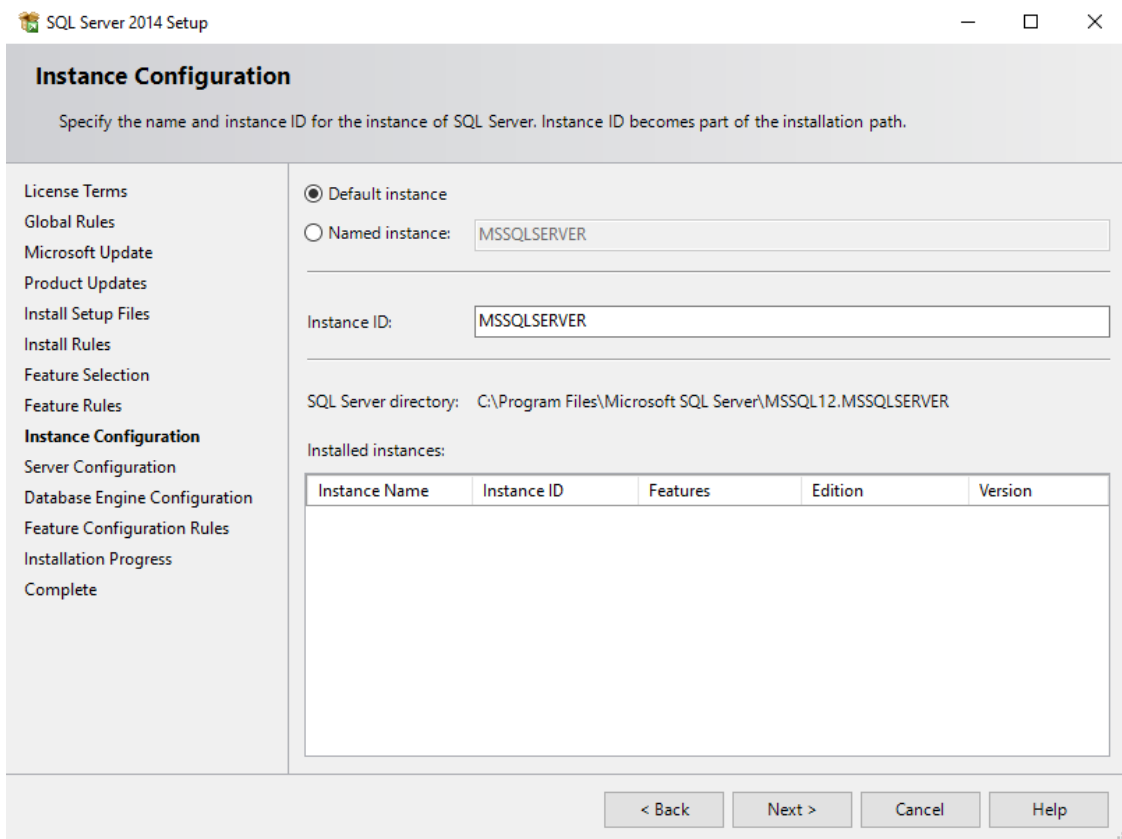 SQL Server 2014 Setup
Instance Configuration
Specify the name and instance ID for the instance of SQL Server. Instance ID becomes part of the installation path.
License Terms
Global Rules
Microsoft Update
Product Updates
Install Setup Files
Install Rules
Feature Selection
Feature Rules
Instance Configuration
Server Configuration
Database Engine Configuration
Feature Configuration Rules
Installation Progress
Complete
Default instance
Named instance: MSSQLSERVER
Instance ID: MSSQLSERVER
SQL Server directory: C:\Program Files\Microsoft SQL Server\MSSQL12.MSSQLSERVER
Installed instances:
Instance Name Instance ID Features Edition Version
< Back Next > Cancel Help